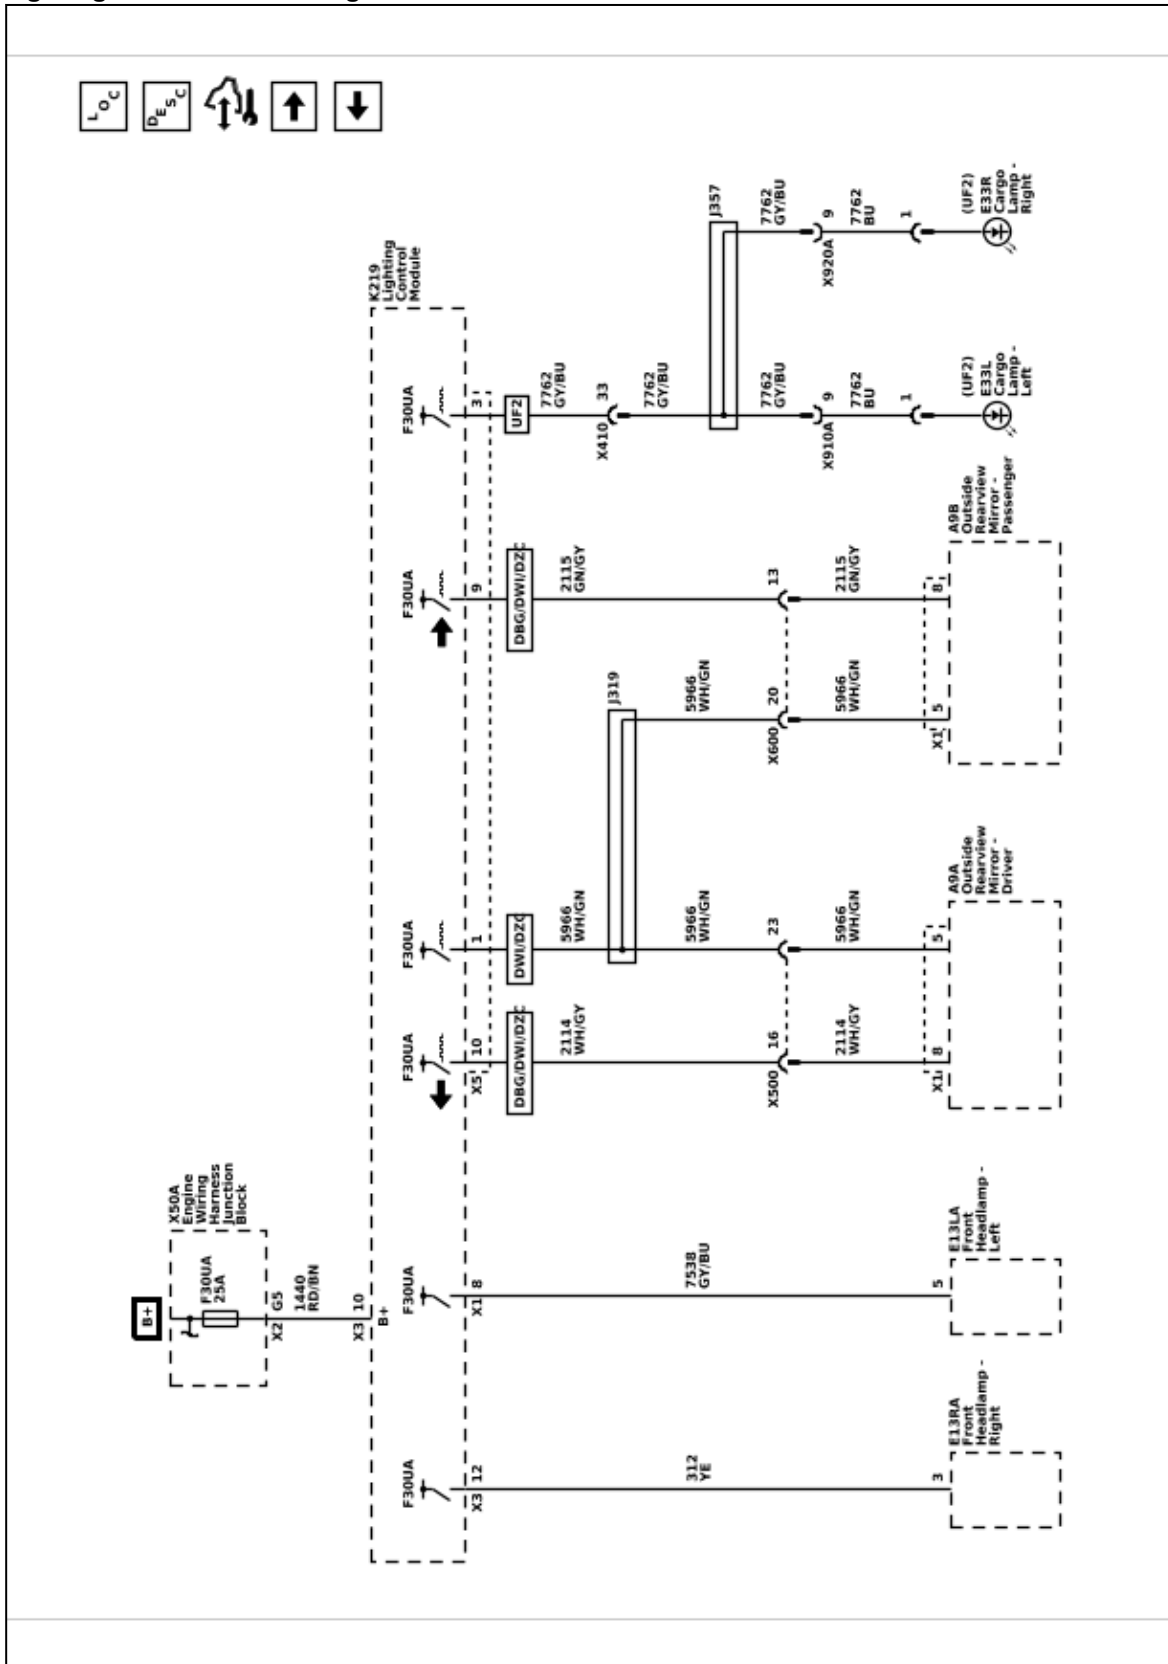 LOC
DESC
K219
Lighting
Control
Module
F30UA
3
UF2
7762
GY/BU
X410
33
7762
GY/BU
J357
7762
GY/BU
X920A
9
7762
BU
1
(UF2)
E33R
Cargo
Lamp -
Right
7762
GY/BU
X910A
9
7762
BU
1
(UF2)
E33L
Cargo
Lamp -
Left
F30UA
9
DBG/DWI/DZC
2115
GN/GY
13
2115
GN/GY
8
A9B
Outside
Rearview
Mirror -
Passenger
J319
5966
WH/GN
X600
20
5966
WH/GN
X1
5
F30UA
1
DWI/DZC
5966
WH/GN
5966
WH/GN
23
5966
WH/GN
5
A9A
Outside
Rearview
Mirror -
Driver
F30UA
X5
10
DBG/DWI/DZC
2114
WH/GY
X500
16
2114
WH/GY
X1
8
B+
X50A
Engine
Wiring
Harness
Junction
Block
F30UA
25A
X2
G5
1440
RD/BN
X3
10
B+
F30UA
X1
8
7538
GY/BU
5
E13LA
Front
Headlamp -
Left
F30UA
X3
12
312
YE
3
E13RA
Front
Headlamp -
Right